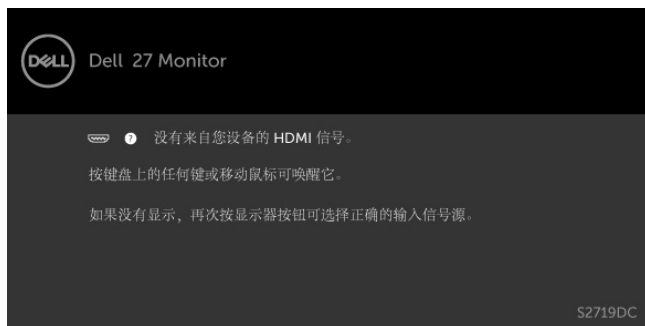 DELL
Dell 27 Monitor
? 没有来自您设备的 HDMI 信号。
按键盘上的任何键或移动鼠标可唤醒它。
如果没有显示，再次按显示器按钮可选择正确的输入信号源。
S2719DC